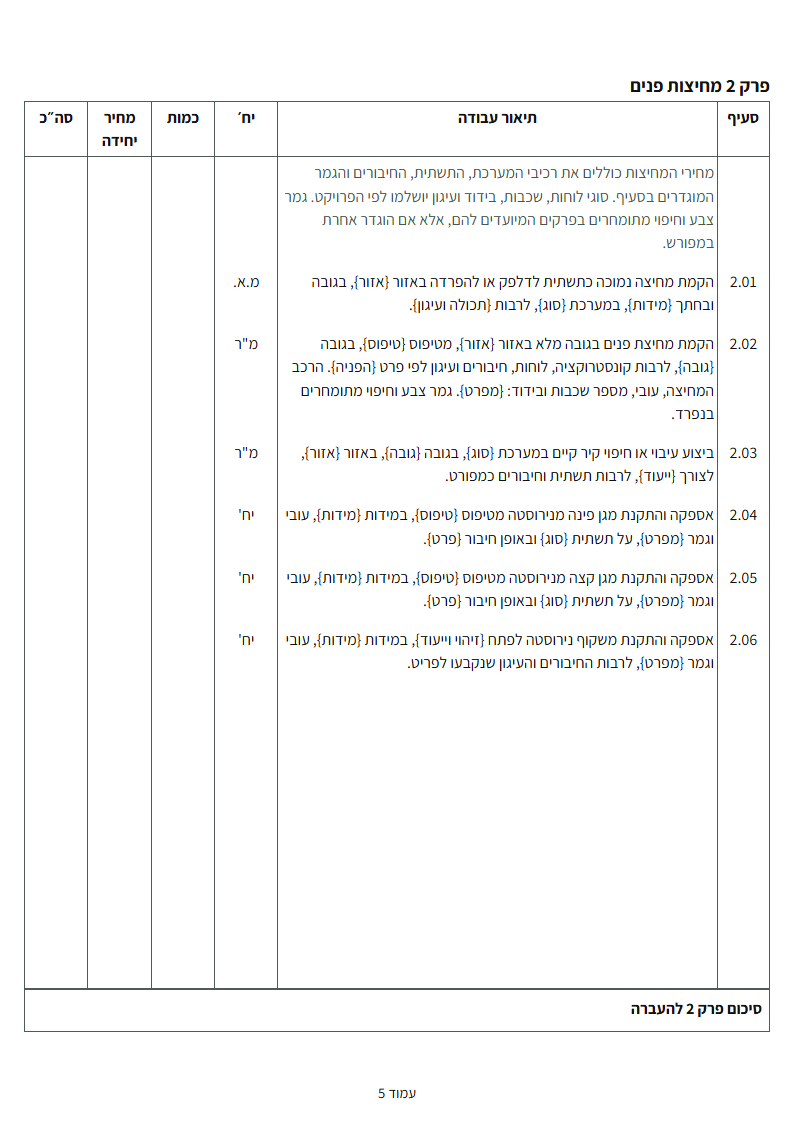 פרק 2 מחיצות פנים
סעיף תיאור עבודה יח׳ כמות מחיר יחידה סה״כ
מחירי המחיצות כוללים את רכיבי המערכת, התשתית, החיבורים והגמר
המוגדרים בסעיף. סוגי לוחות, שכבות, בידוד ועיגון יושלמו לפי הפרויקט. גמר
צבע וחיפוי מתומחרים בפרקים המיועדים להם, אלא אם הוגדר אחרת
במפורש.
2.01 הקמת מחיצה נמוכה כתשתית לדלפק או להפרדה באזור {אזור}, בגובה מ.א.
ובחתך {מידות}, במערכת {סוג}, לרבות {תכולה ועיגון}.
2.02 הקמת מחיצת פנים בגובה מלא באזור {אזור}, מטיפוס {טיפוס}, בגובה מ"ר
{גובה}, לרבות קונסטרוקציה, לוחות, חיבורים ועיגון לפי פרט {הפניה}. הרכב
המחיצה, עובי, מספר שכבות ובידוד: {מפרט}. גמר צבע וחיפוי מתומחרים
בנפרד.
2.03 ביצוע עיבוי או חיפוי קיר קיים במערכת {סוג}, בגובה {גובה}, באזור {אזור}, מ"ר
לצורך {ייעוד}, לרבות תשתית וחיבורים כמפורט.
2.04 אספקה והתקנת מגן פינה מנירוסטה מטיפוס {טיפוס}, במידות {מידות}, עובי יח'
וגמר {מפרט}, על תשתית {סוג} ובאופן חיבור {פרט}.
2.05 אספקה והתקנת מגן קצה מנירוסטה מטיפוס {טיפוס}, במידות {מידות}, עובי יח'
וגמר {מפרט}, על תשתית {סוג} ובאופן חיבור {פרט}.
2.06 אספקה והתקנת משקוף נירוסטה לפתח {זיהוי וייעוד}, במידות {מידות}, עובי יח'
וגמר {מפרט}, לרבות החיבורים והעיגון שנקבעו לפריט.
סיכום פרק 2 להעברה
עמוד 5